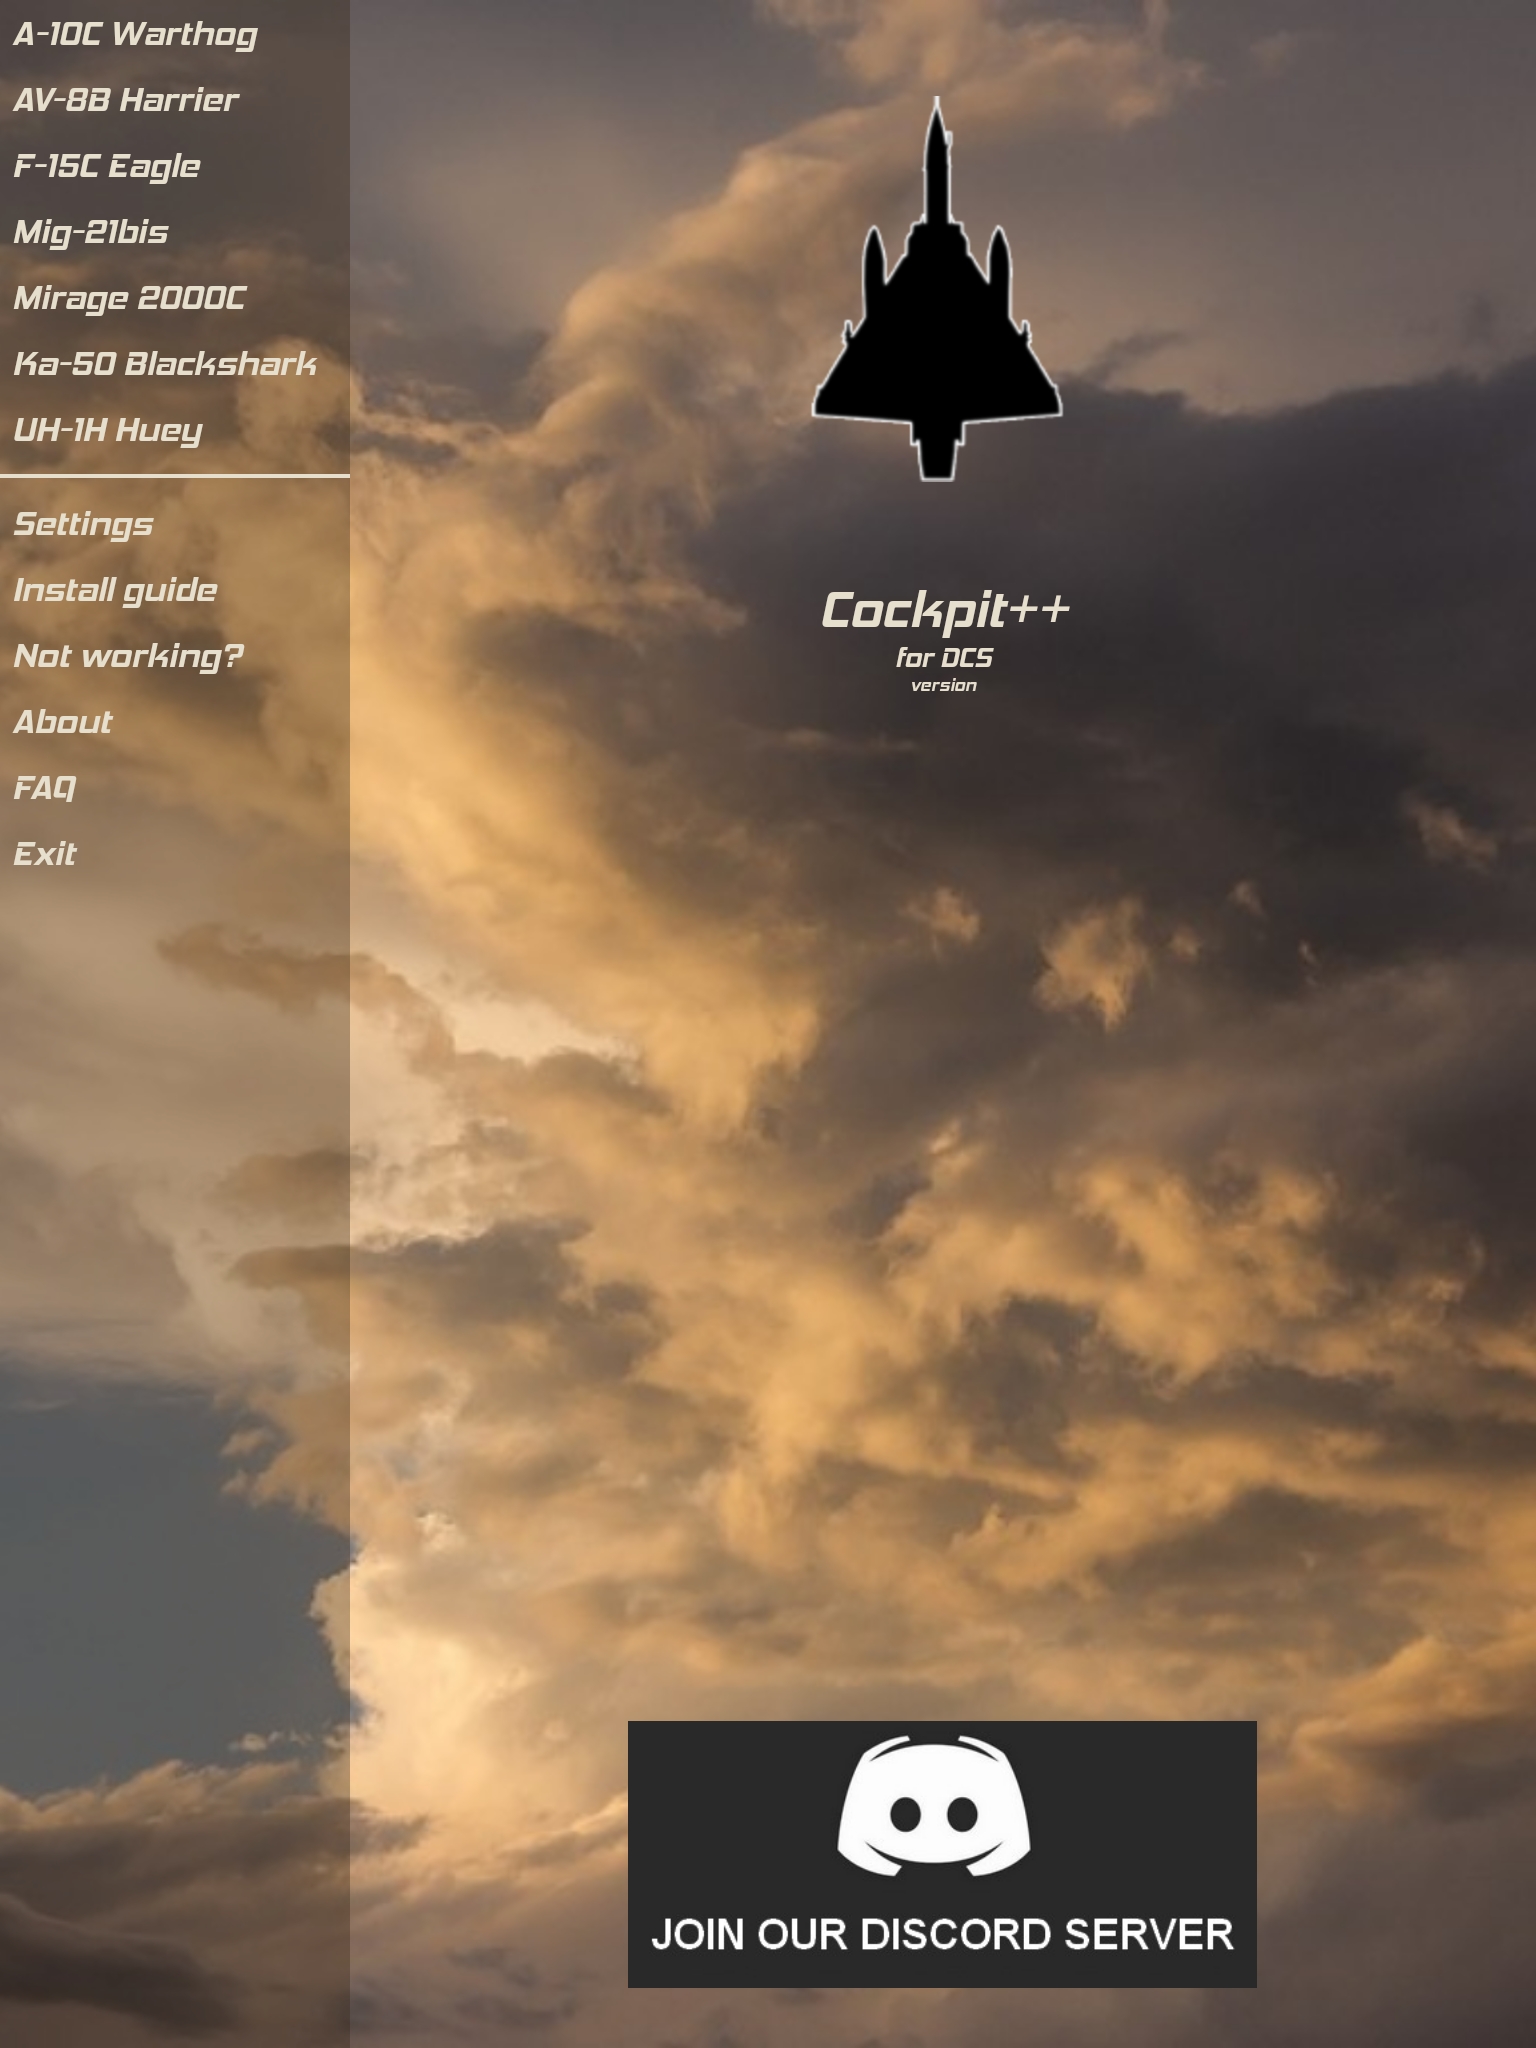 A-10C Warthog
AV-8B Harrier
F-15C Eagle
Mig-21bis
Mirage 2000C
Ka-50 Blackshark
UH-1H Huey
Settings
Install guide
Not working?
About
FAQ
Exit
Cockpit++
for DCS
version
JOIN OUR DISCORD SERVER